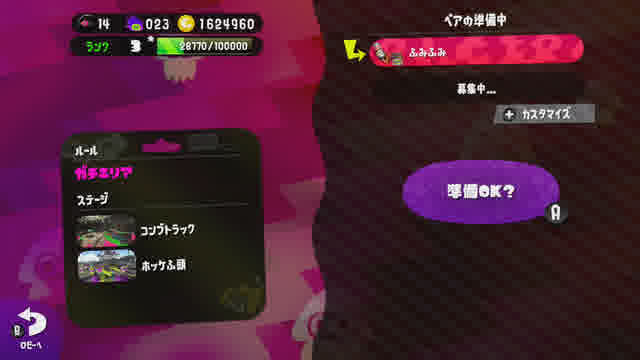 14
023
1624960
ランク 3
28770/100000
ルール
ガチエリア
ステージ
コンブトラック
ホッケふ頭
B
ロビーへ
ペアの準備中
ふみふみ
募集中...
+ カスタマイズ
準備OK?
A